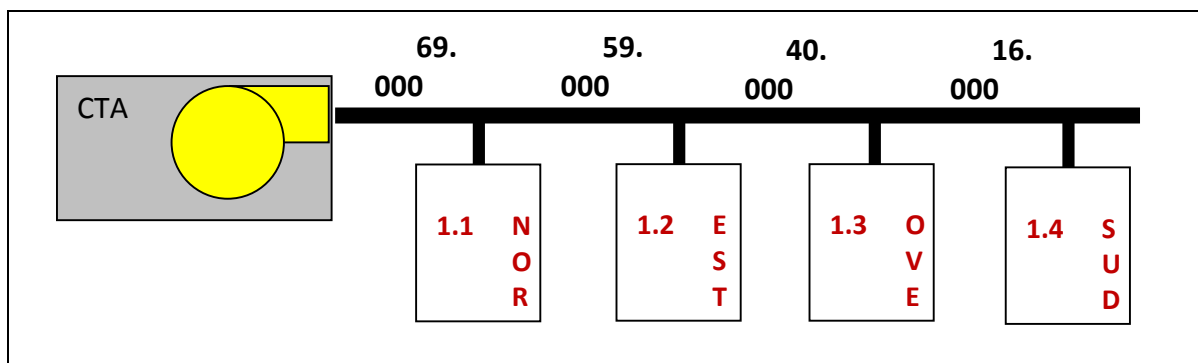 69. 59. 40. 16.
000 000 000 000
CTA
1.1 N 1.2 E 1.3 O 1.4 S
O S V U
R T E D